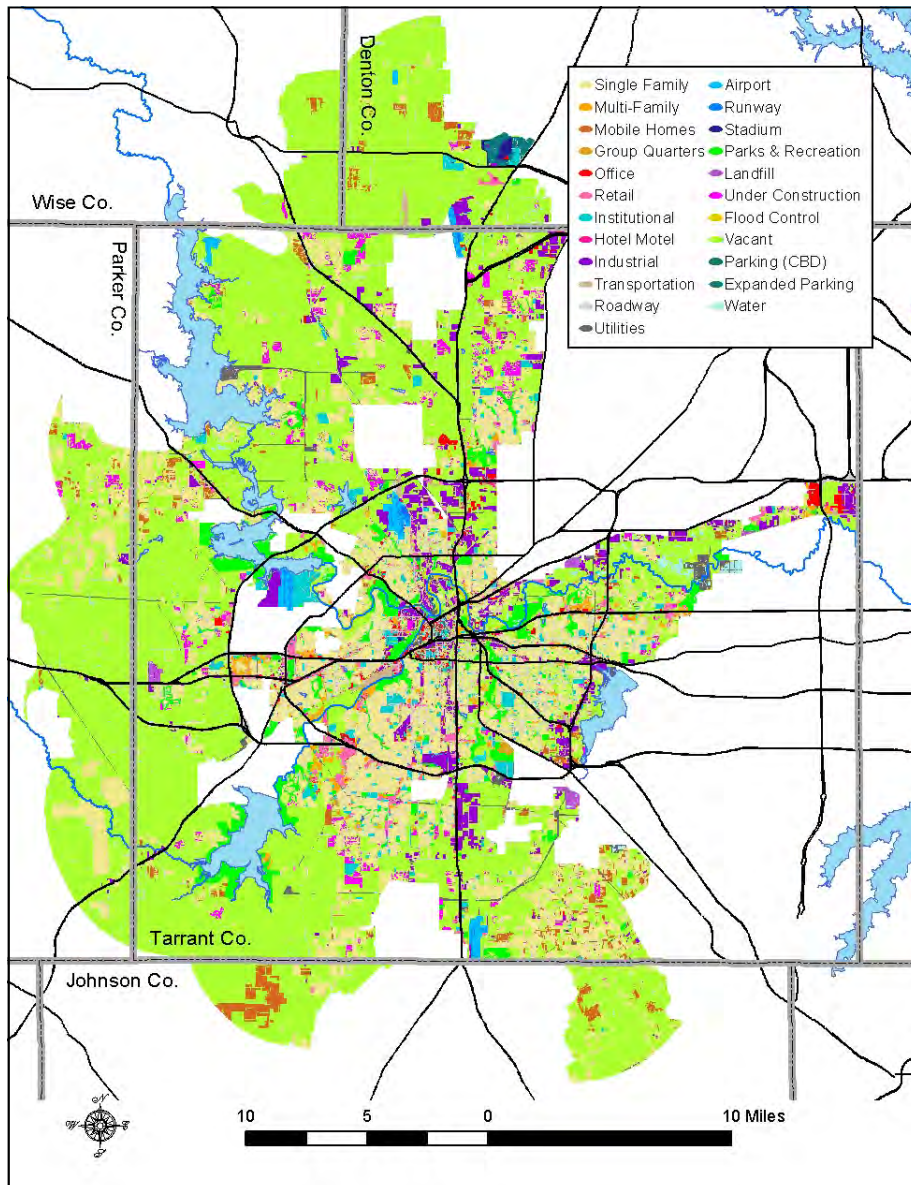 Denton Co.
Single Family
Multi-Family
Mobile Homes
Group Quarters
Office
Retail
Institutional
Hotel Motel
Industrial
Transportation
Roadway
Utilities
Airport
Runway
Stadium
Parks & Recreation
Landfill
Under Construction
Flood Control
Vacant
Parking (CBD)
Expanded Parking
Water
Wise Co.
Parker Co.
Tarrant Co.
Johnson Co.
N
W
E
S
10 5 0 10 Miles